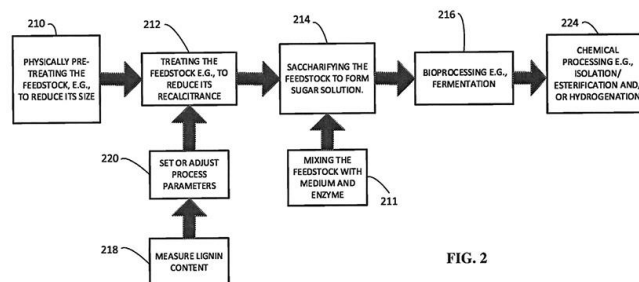 210
212
214
216
224
PHYSICALLY PRE-
TREATING THE
FEEDSTOCK, E.G.,
TO REDUCE ITS SIZE
TREATING THE
FEEDSTOCK E.G., TO
REDUCE ITS
RECALCITRANCE
SACCHARIFYING THE
FEEDSTOCK TO FORM
SUGAR SOLUTION.
BIOPROCESSING E.G.,
FERMENTATION
CHEMICAL
PROCESSING E.G.,
ISOLATION/
ESTERIFICATION AND/
OR HYDROGENATION
220
SET OR ADJUST
PROCESS
PARAMETERS
MIXING THE
FEEDSTOCK WITH
MEDIUM AND
ENZYME
211
218
MEASURE LIGNIN
CONTENT
FIG. 2